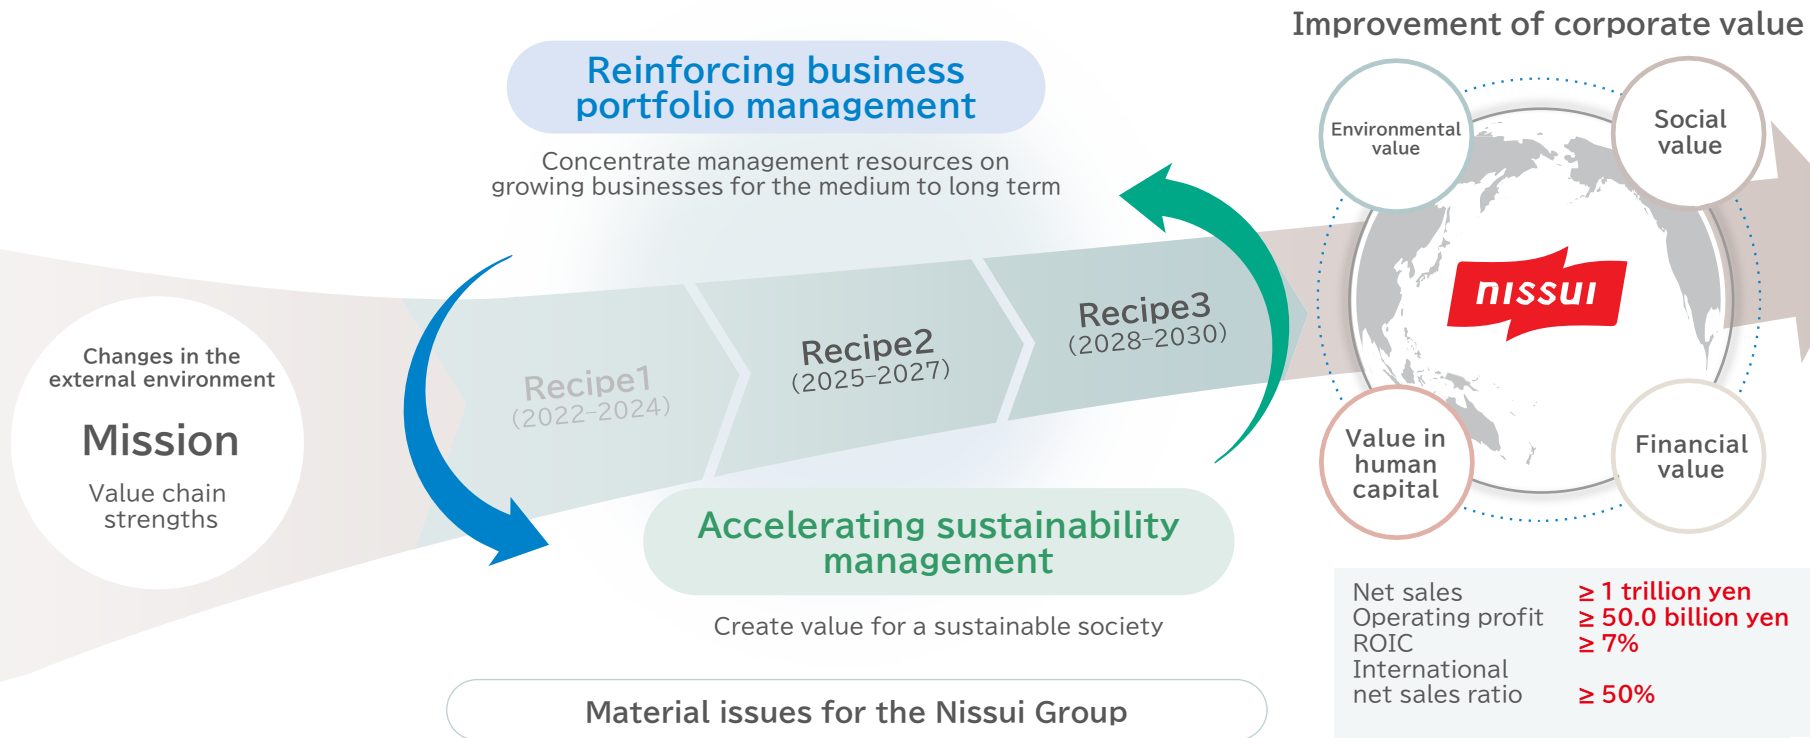 Improvement of corporate value
Reinforcing business
portfolio management
Concentrate management resources on
growing businesses for the medium to long term
Environmental
value
Social
value
nissui
Changes in the
external environment
Mission
Value chain
strengths
Recipe1
(2022–2024)
Recipe2
(2025–2027)
Recipe3
(2028–2030)
Value in
human
capital
Financial
value
Accelerating sustainability
management
Create value for a sustainable society
Net sales ≥ 1 trillion yen
Operating profit ≥ 50.0 billion yen
ROIC ≥ 7%
International
net sales ratio ≥ 50%
Material issues for the Nissui Group